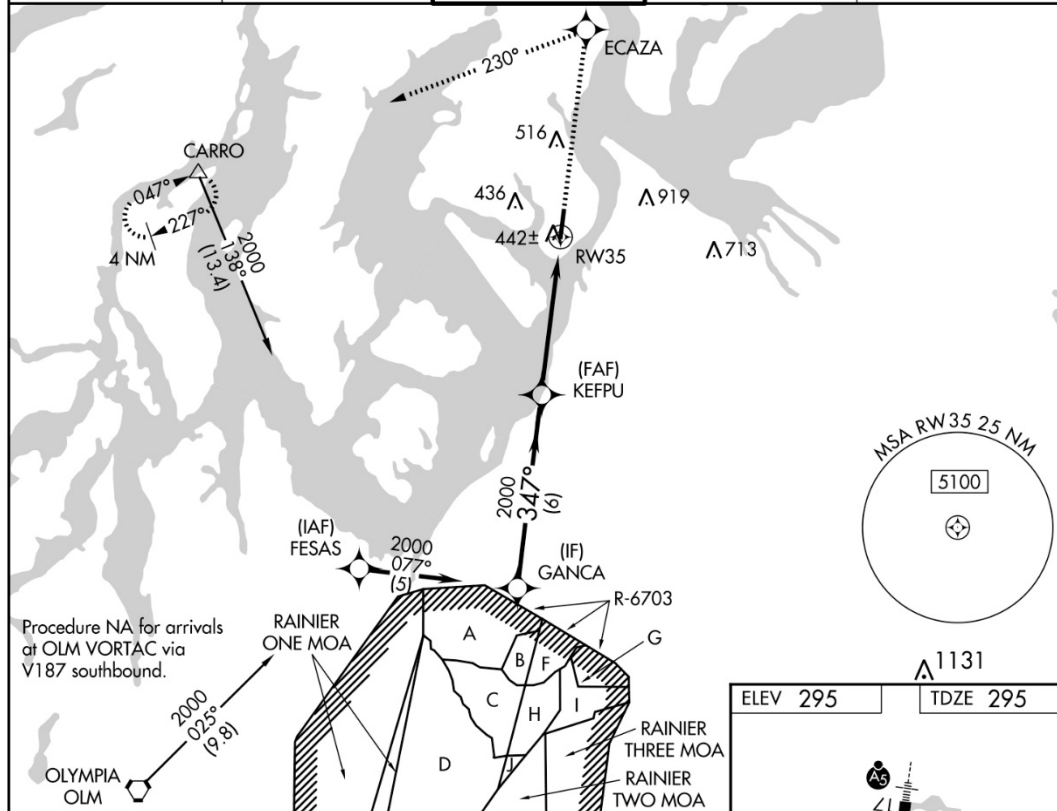 ECAZA
230°
516
CARRO
047°
227°
4 NM
2000
138°
(13.4)
436
919
442±
RW35
713
(FAF)
KEFPU
MSA RW35 25 NM
5100
2000
347°
(6)
(IAF)
FESAS
2000
077°
(5)
(IF)
GANCA
R-6703
G
Procedure NA for arrivals
at OLM VORTAC via
V187 southbound.
RAINIER
ONE MOA
A
B
F
C
H
I
J
D
2000
025°
(9.8)
OLYMPIA
OLM
RAINIER
THREE MOA
RAINIER
TWO MOA
1131
ELEV 295
TDZE 295
A5
17